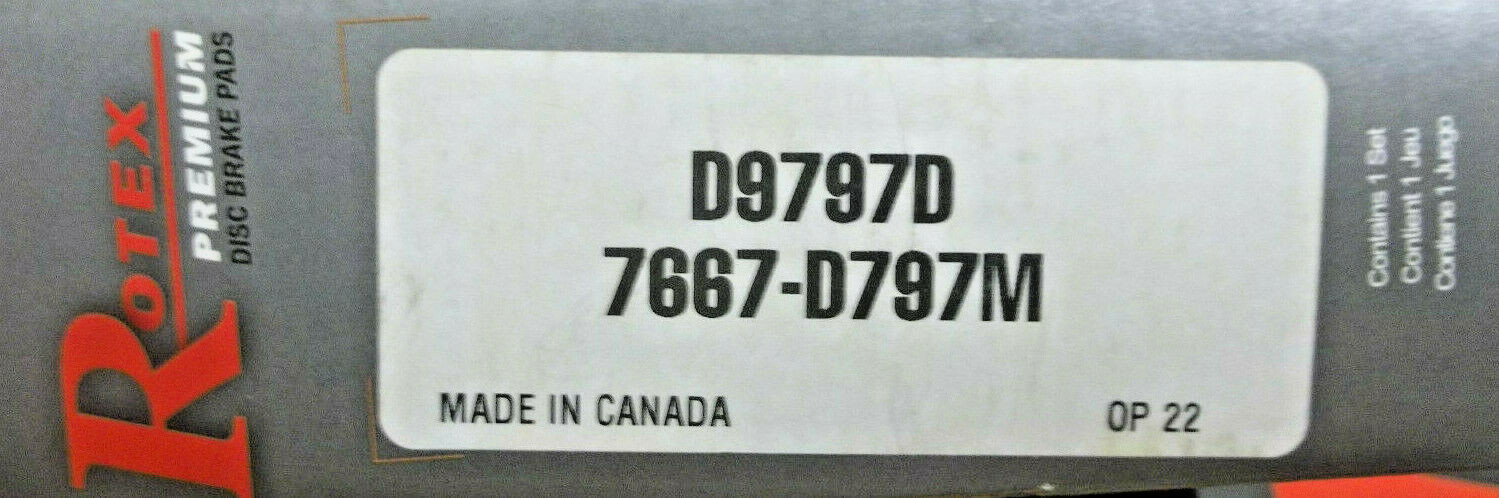 RoTEX
PREMIUM
DISC BRAKE PADS
D9797D
7667-D797M
MADE IN CANADA
OP 22
Contains 1 Set
Content 1 Jeu
Contiene 1 Juego